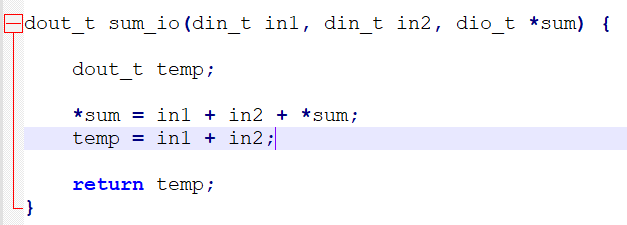 dout_t sum_io(din_t in1, din_t in2, dio_t *sum) {
dout_t temp;
*sum = in1 + in2 + *sum;
temp = in1 + in2;
return temp;
}